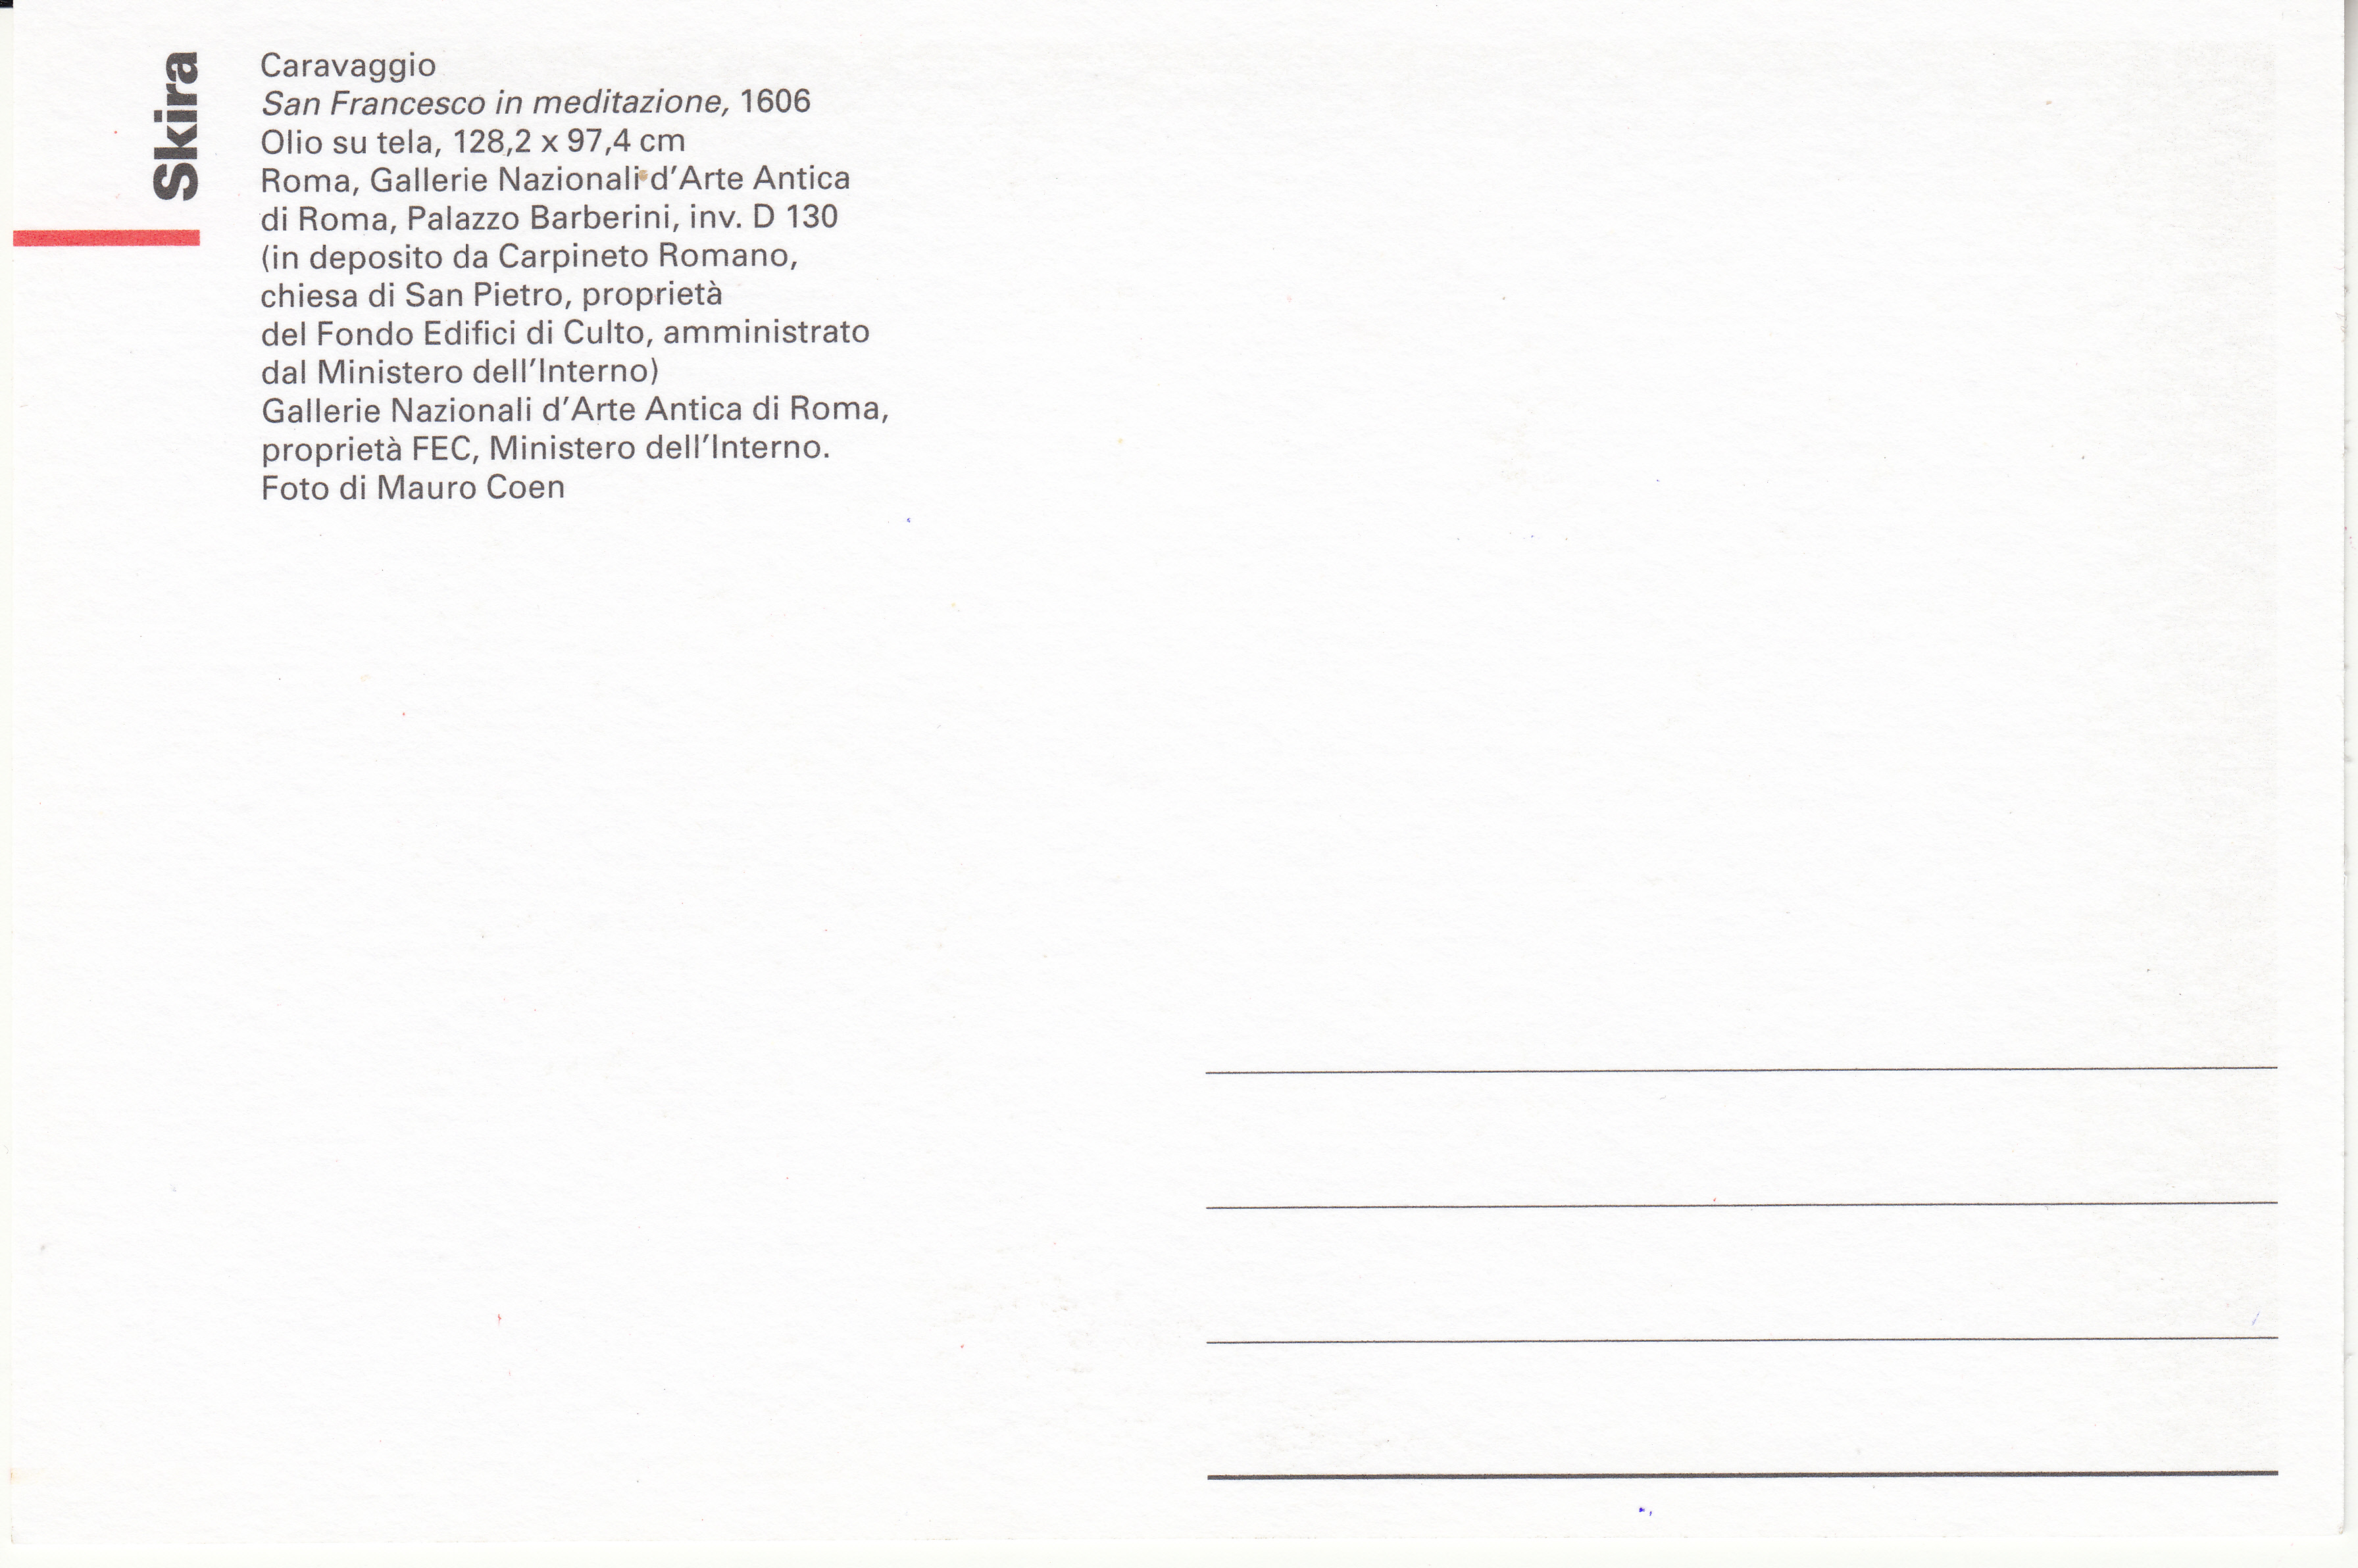 Skira
Caravaggio
San Francesco in meditazione, 1606
Olio su tela, 128,2 x 97,4 cm
Roma, Gallerie Nazionali d'Arte Antica
di Roma, Palazzo Barberini, inv. D 130
(in deposito da Carpineto Romano,
chiesa di San Pietro, proprietà
del Fondo Edifici di Culto, amministrato
dal Ministero dell'Interno)
Gallerie Nazionali d'Arte Antica di Roma,
proprietà FEC, Ministero dell'Interno.
Foto di Mauro Coen